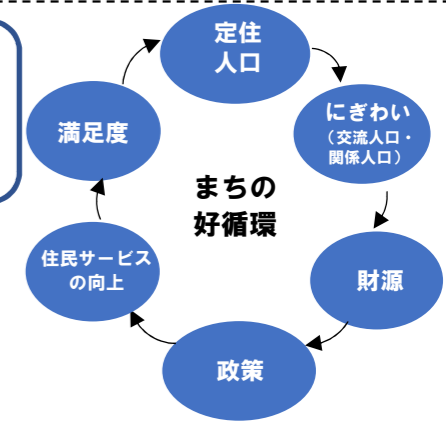 定住
人口
にぎわい
（交流人口・
関係人口）
満足度
まちの
好循環
住民サービス
の向上
財源
政策